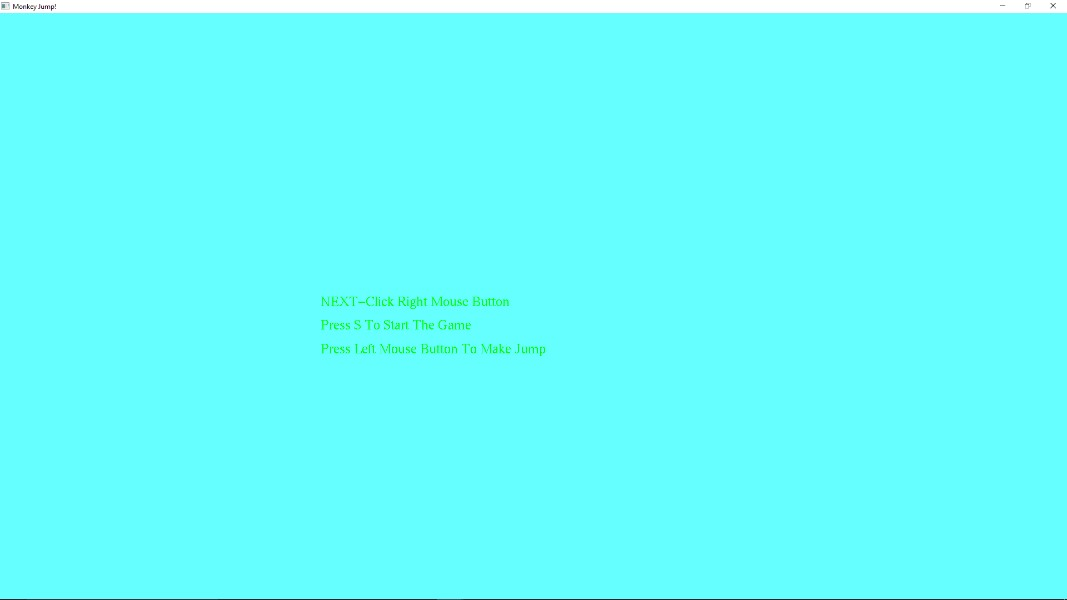 Monkey Jump!
NEXT-Click Right Mouse Button
Press S To Start The Game
Press Left Mouse Button To Make Jump